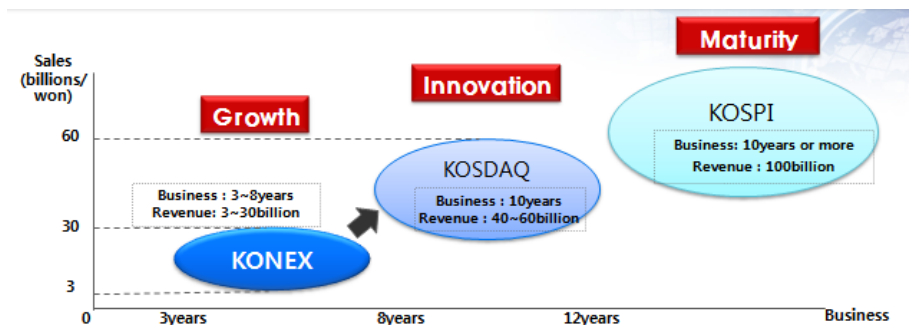 Maturity
Sales
(billions/
won)
Innovation
Growth
KOSPI
Business: 10years or more
Revenue : 100billion
60
KOSDAQ
Business : 10years
Revenue : 40~60billion
Business : 3~8years
Revenue: 3~30billion
30
KONEX
3
0
3years
8years
12years
Business